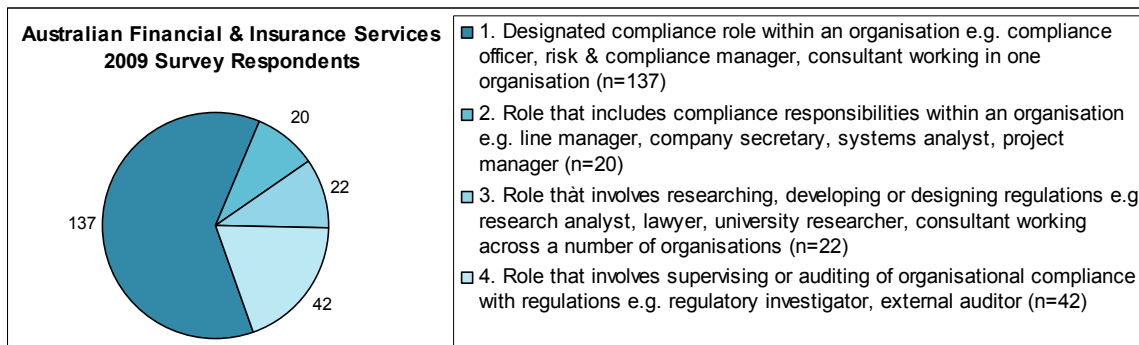 Australian Financial & Insurance Services
2009 Survey Respondents
20
22
137
42
1. Designated compliance role within an organisation e.g. compliance
officer, risk & compliance manager, consultant working in one
organisation (n=137)
2. Role that includes compliance responsibilities within an organisation
e.g. line manager, company secretary, systems analyst, project
manager (n=20)
3. Role that involves researching, developing or designing regulations e.g
research analyst, lawyer, university researcher, consultant working
across a number of organisations (n=22)
4. Role that involves supervising or auditing of organisational compliance
with regulations e.g. regulatory investigator, external auditor (n=42)